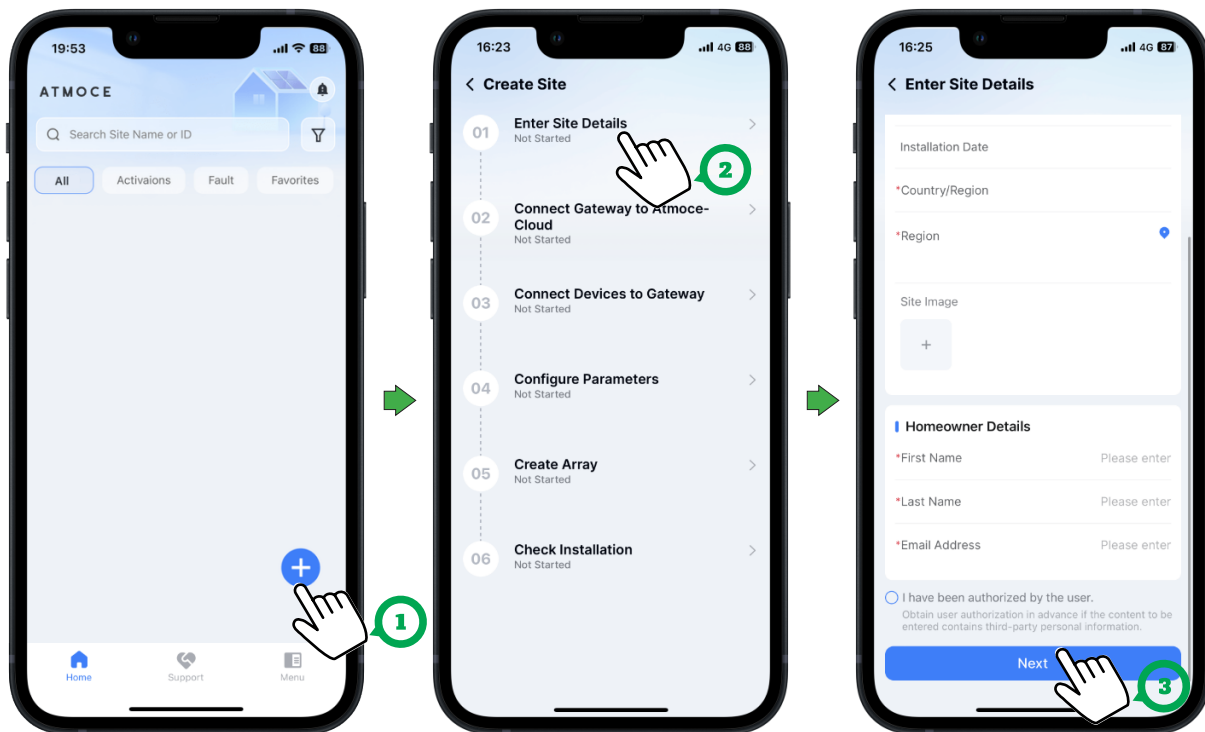 19:53
88
ATMOCE
Search Site Name or ID
All Activaions Fault Favorites
1
Home Support Menu
16:23
4G 88
Create Site
01 Enter Site Details
Not Started
2
02 Connect Gateway to Atmoce-
Cloud
Not Started
03 Connect Devices to Gateway
Not Started
04 Configure Parameters
Not Started
05 Create Array
Not Started
06 Check Installation
Not Started
16:25
4G 87
Enter Site Details
Installation Date
*Country/Region
*Region
Site Image
+
Homeowner Details
*First Name Please enter
*Last Name Please enter
*Email Address Please enter
I have been authorized by the user.
Obtain user authorization in advance if the content to be
entered contains third-party personal information.
Next
3